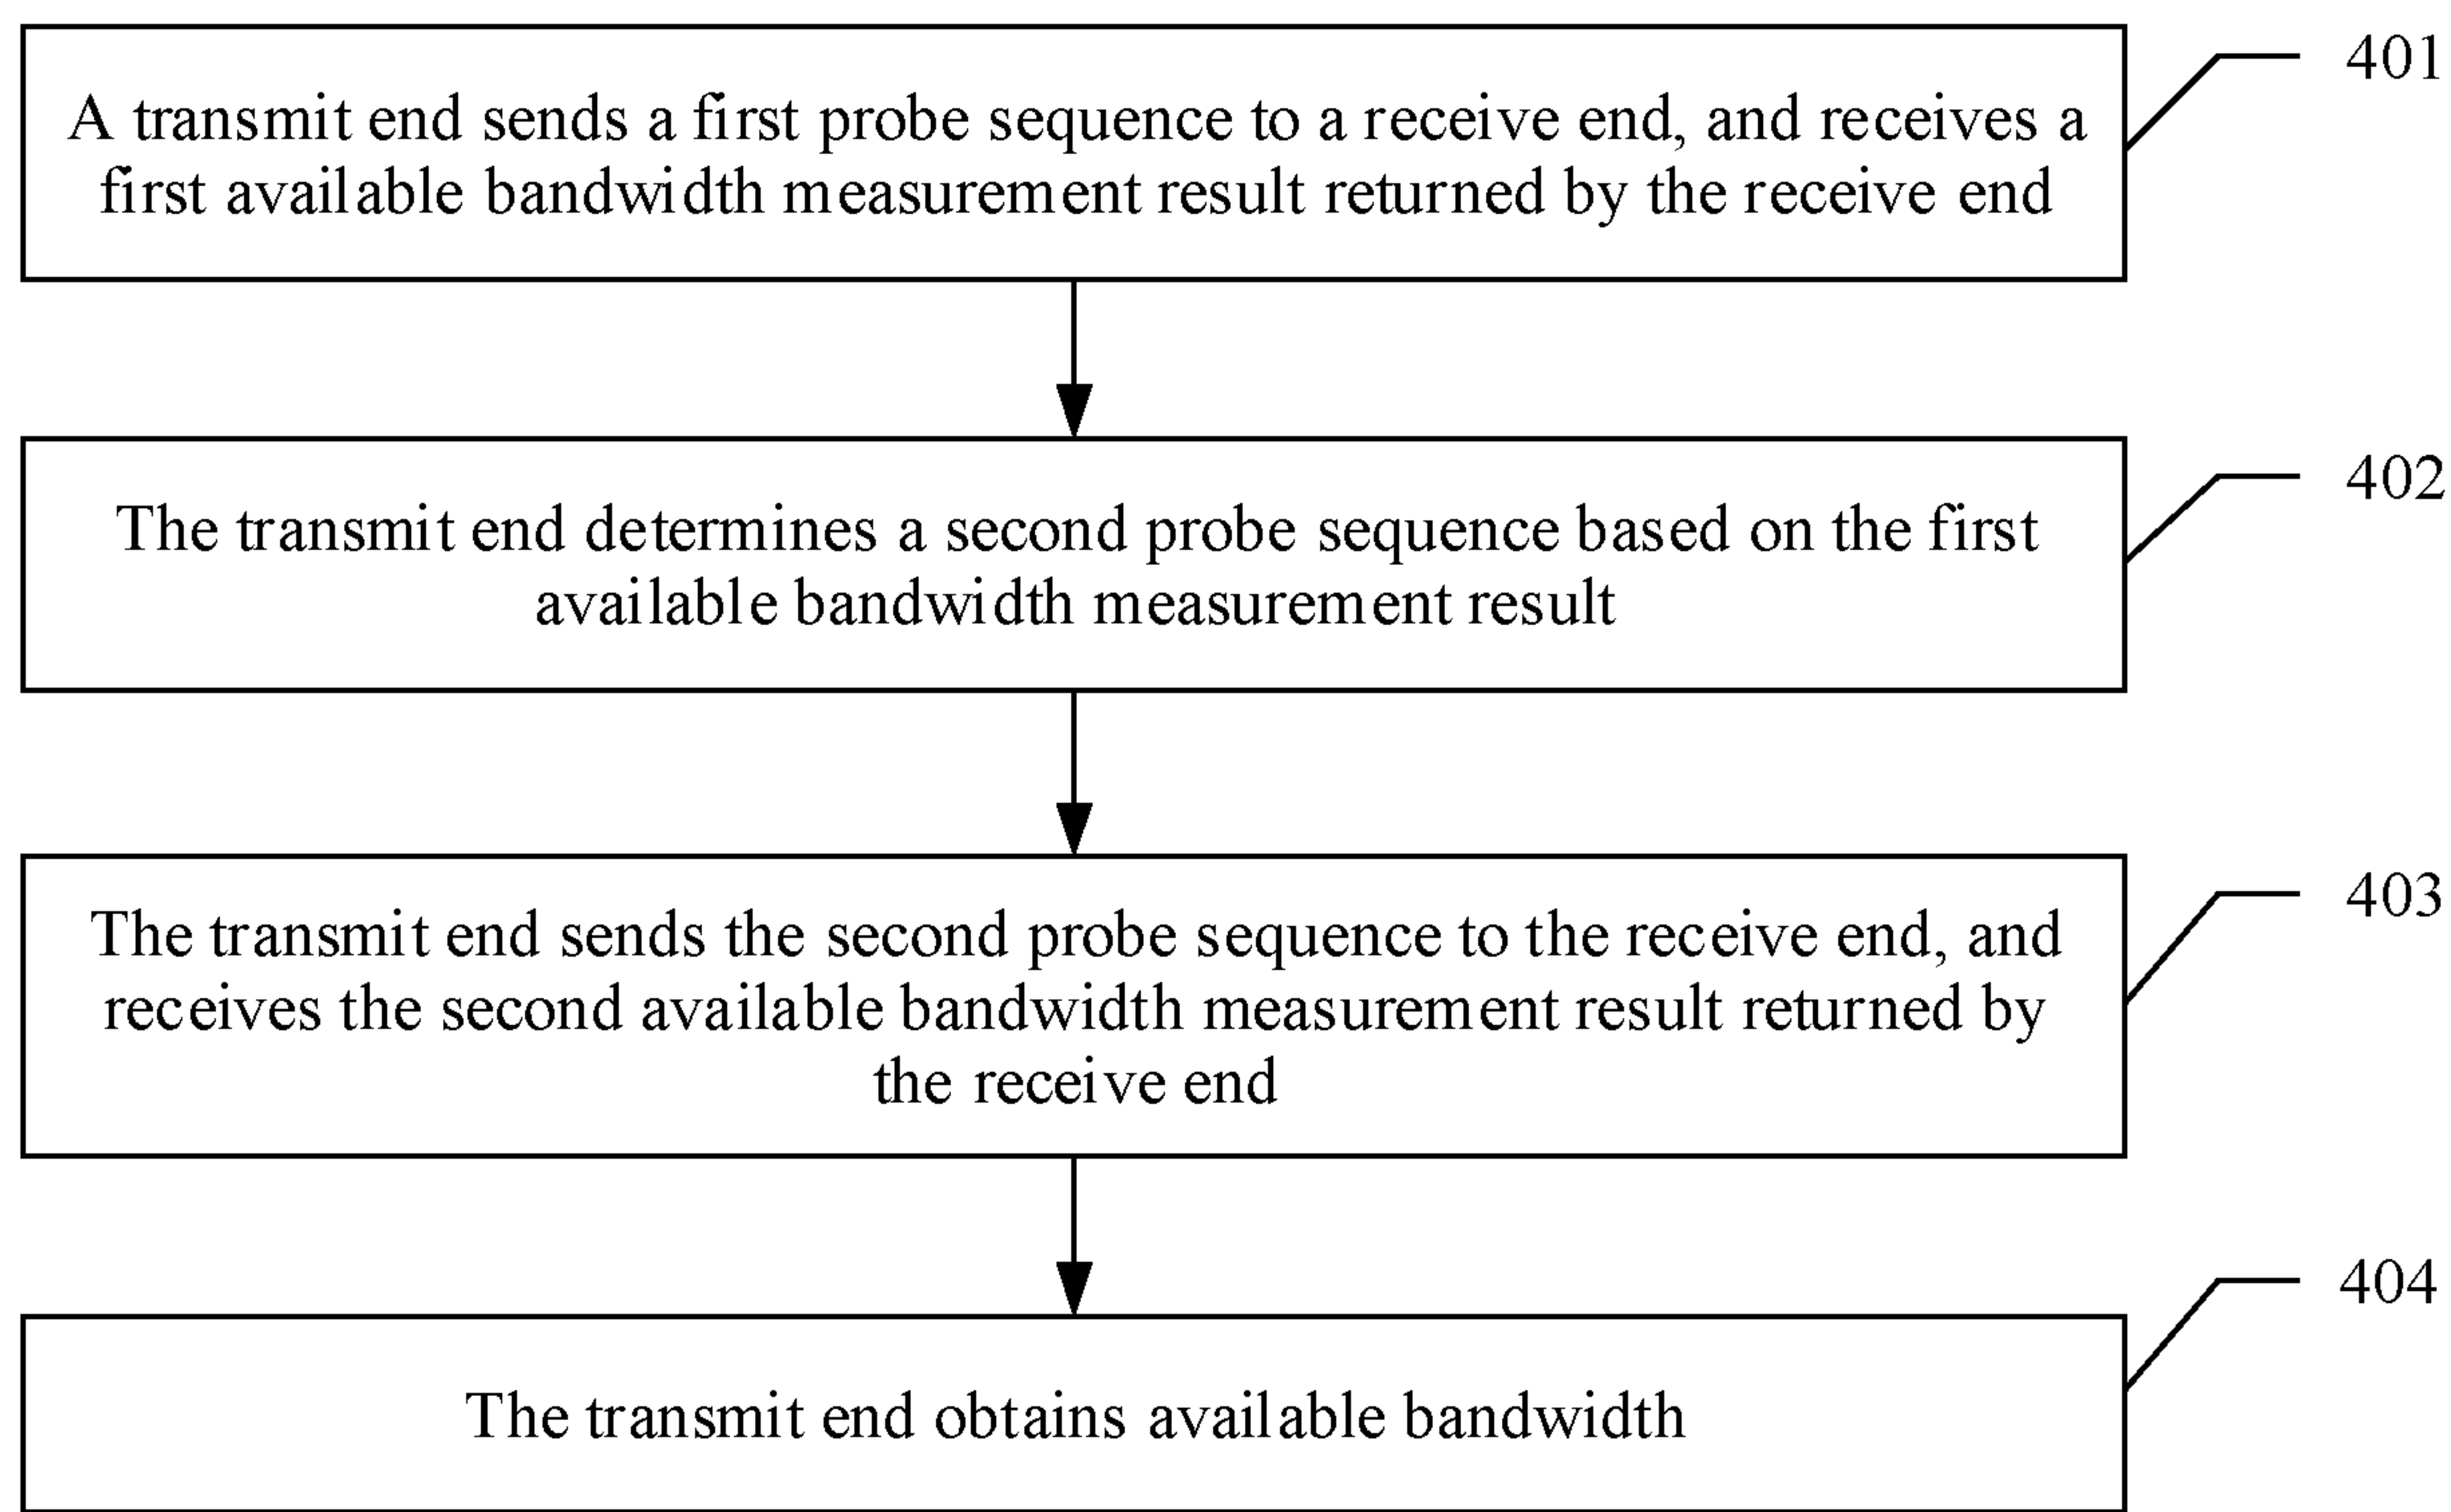 401
A transmit end sends a first probe sequence to a receive end, and receives a
first available bandwidth measurement result returned by the receive end
402
The transmit end determines a second probe sequence based on the first
available bandwidth measurement result
403
The transmit end sends the second probe sequence to the receive end, and
receives the second available bandwidth measurement result returned by
the receive end
404
The transmit end obtains available bandwidth